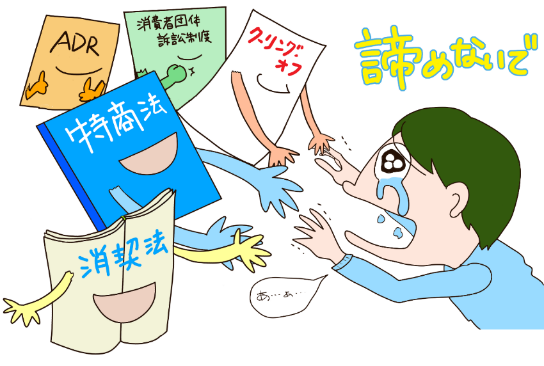 ADR
消費者団体
訴訟制度
クーリング・
オフ
諦めないで
特商法
消契法
あ…あ…